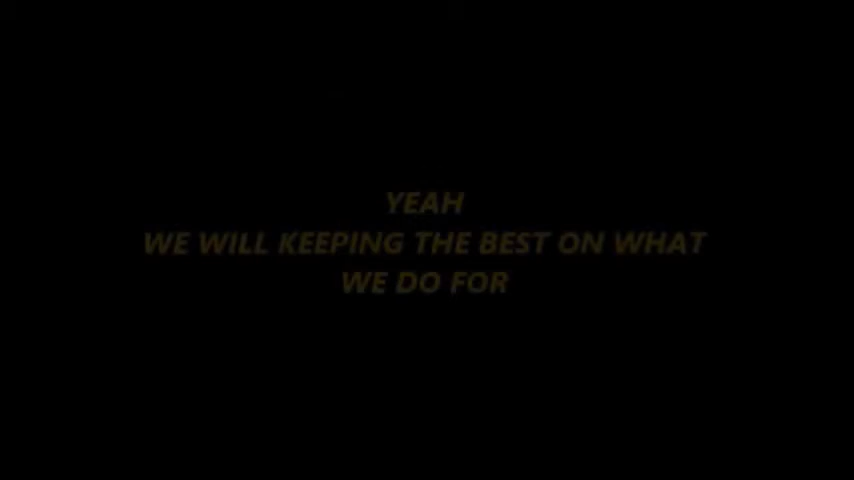 YEAH
WE WILL KEEPING THE BEST ON WHAT
WE DO FOR